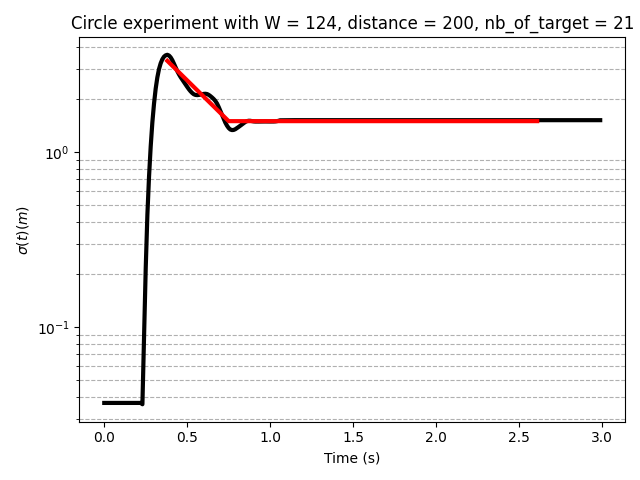 Circle experiment with W = 124, distance = 200, nb_of_target = 21
σ(t)(m)
10⁰
10⁻¹
0.0 0.5 1.0 1.5 2.0 2.5 3.0
Time (s)